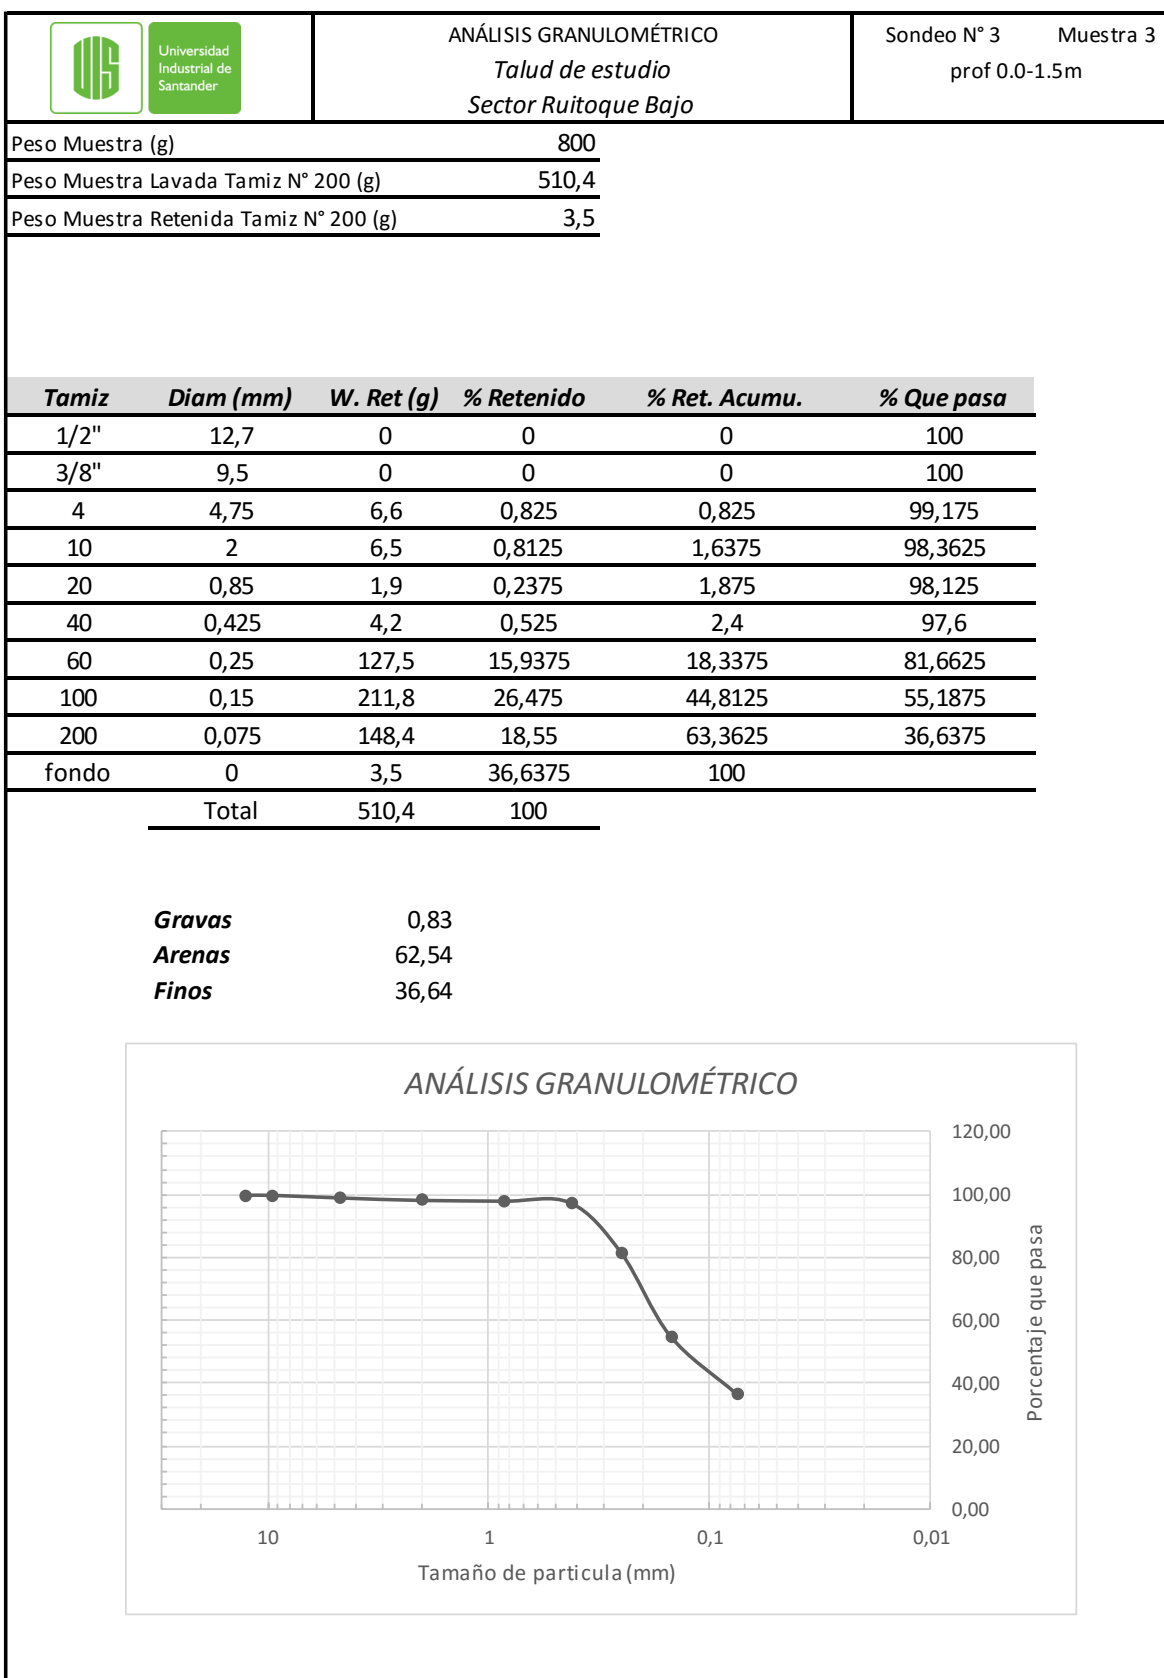 UIS
Universidad
Industrial de
Santander
ANÁLISIS GRANULOMÉTRICO
Talud de estudio
Sector Ruitoque Bajo
Sondeo N° 3 Muestra 3
prof 0.0-1.5m
Peso Muestra (g) 800
Peso Muestra Lavada Tamiz N° 200 (g) 510,4
Peso Muestra Retenida Tamiz N° 200 (g) 3,5
Tamiz Diam (mm) W. Ret (g) % Retenido % Ret. Acumu. % Que pasa
1/2" 12,7 0 0 0 100
3/8" 9,5 0 0 0 100
4 4,75 6,6 0,825 0,825 99,175
10 2 6,5 0,8125 1,6375 98,3625
20 0,85 1,9 0,2375 1,875 98,125
40 0,425 4,2 0,525 2,4 97,6
60 0,25 127,5 15,9375 18,3375 81,6625
100 0,15 211,8 26,475 44,8125 55,1875
200 0,075 148,4 18,55 63,3625 36,6375
fondo 0 3,5 36,6375 100
Total 510,4 100
Gravas 0,83
Arenas 62,54
Finos 36,64
ANÁLISIS GRANULOMÉTRICO
120,00
100,00
80,00
60,00
40,00
20,00
0,00
Porcentaje que pasa
10 1 0,1 0,01
Tamaño de particula (mm)